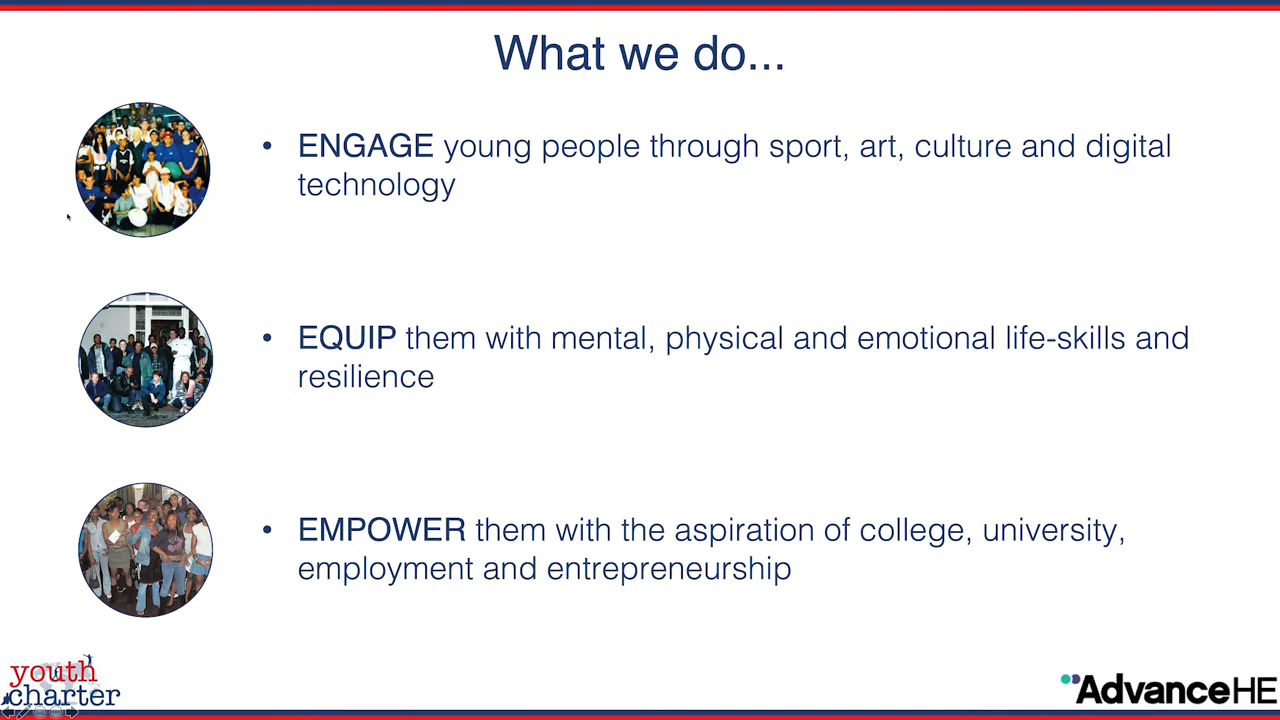 What we do...
• ENGAGE young people through sport, art, culture and digital
technology
• EQUIP them with mental, physical and emotional life-skills and
resilience
• EMPOWER them with the aspiration of college, university,
employment and entrepreneurship
youth
charter
AdvanceHE